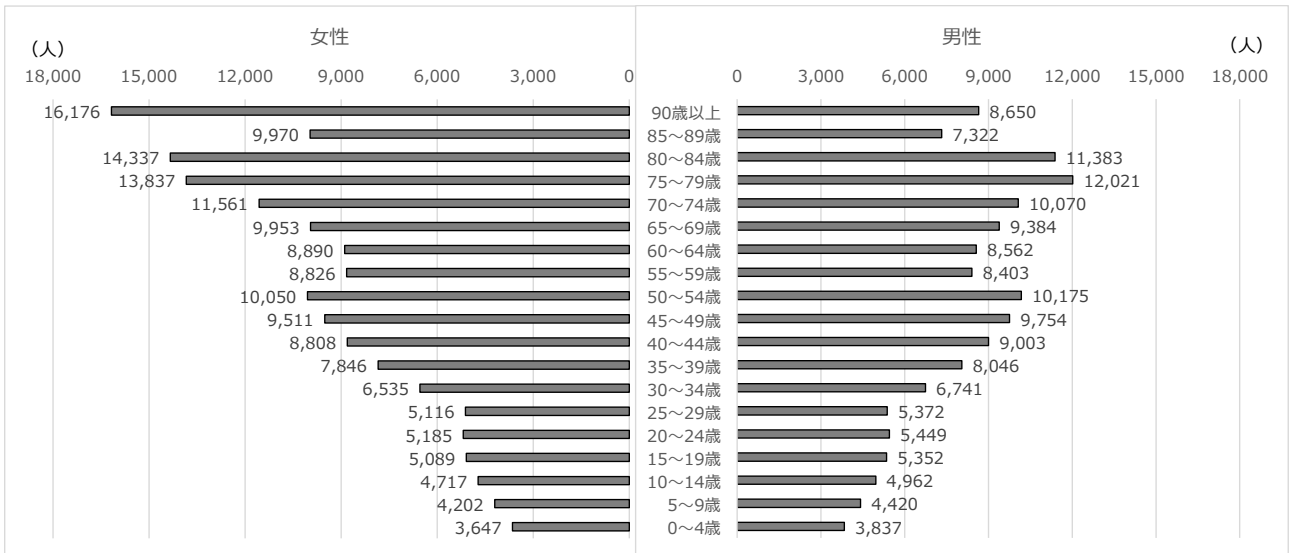 女性 男性
（人） （人）
18,000 15,000 12,000 9,000 6,000 3,000 0 0 3,000 6,000 9,000 12,000 15,000 18,000
16,176 90歳以上 8,650
9,970 85～89歳 7,322
14,337 80～84歳 11,383
13,837 75～79歳 12,021
11,561 70～74歳 10,070
9,953 65～69歳 9,384
8,890 60～64歳 8,562
8,826 55～59歳 8,403
10,050 50～54歳 10,175
9,511 45～49歳 9,754
8,808 40～44歳 9,003
7,846 35～39歳 8,046
6,535 30～34歳 6,741
5,116 25～29歳 5,372
5,185 20～24歳 5,449
5,089 15～19歳 5,352
4,717 10～14歳 4,962
4,202 5～9歳 4,420
3,647 0～4歳 3,837